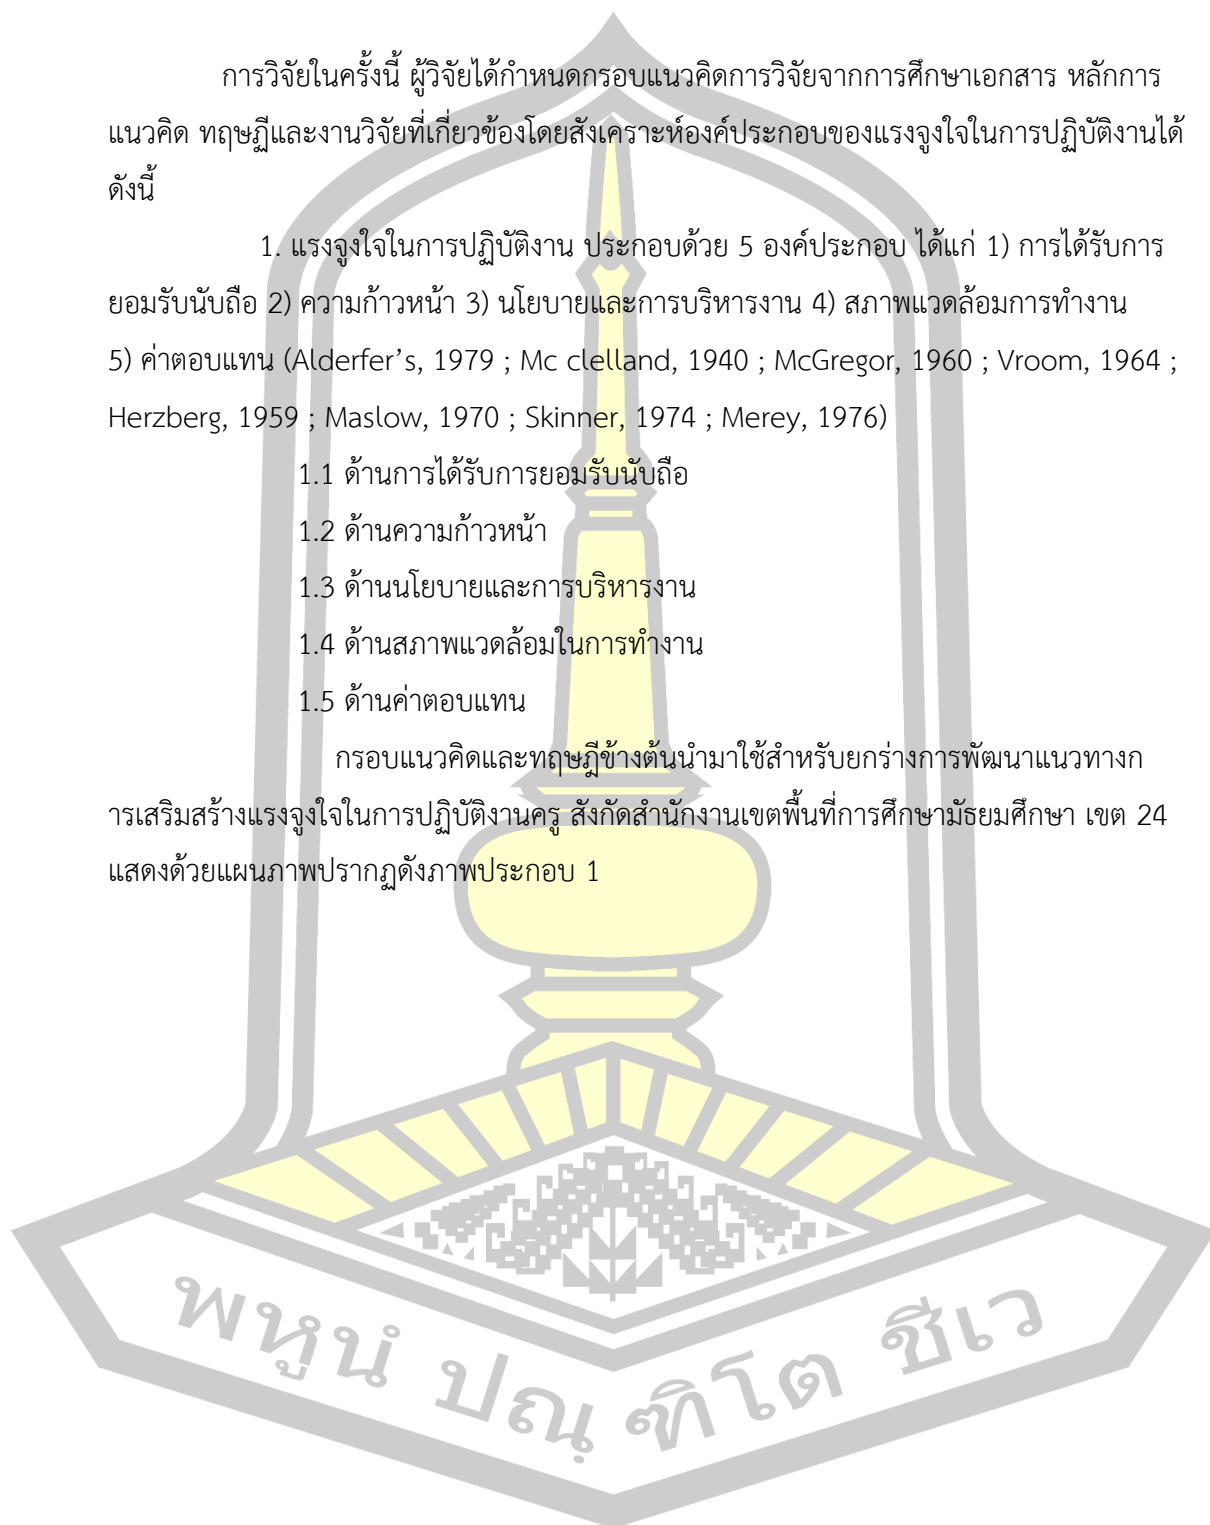 การวิจัยในครั้งนี้ ผู้วิจัยได้กำหนดกรอบแนวคิดการวิจัยจากการศึกษาเอกสาร หลักการ
แนวคิด ทฤษฏีและงานวิจัยที่เกี่ยวข้องโดยสังเคราะห์องค์ประกอบของแรงจูงใจในการปฏิบัติงานได้
ดังนี้
1. แรงจูงใจในการปฏิบัติงาน ประกอบด้วย 5 องค์ประกอบ ได้แก่ 1) การได้รับการ
ยอมรับนับถือ 2) ความก้าวหน้า 3) นโยบายและการบริหารงาน 4) สภาพแวดล้อมการทำงาน
5) ค่าตอบแทน (Alderfer’s, 1979 ; Mc clelland, 1940 ; McGregor, 1960 ; Vroom, 1964 ;
Herzberg, 1959 ; Maslow, 1970 ; Skinner, 1974 ; Merey, 1976)
1.1 ด้านการได้รับการยอมรับนับถือ
1.2 ด้านความก้าวหน้า
1.3 ด้านนโยบายและการบริหารงาน
1.4 ด้านสภาพแวดล้อมในการทำงาน
1.5 ด้านค่าตอบแทน
กรอบแนวคิดและทฤษฎีข้างต้นนำมาใช้สำหรับยกร่างการพัฒนาแนวทางก
ารเสริมสร้างแรงจูงใจในการปฏิบัติงานครู สังกัดสำนักงานเขตพื้นที่การศึกษามัธยมศึกษา เขต 24
แสดงด้วยแผนภาพปรากฏดังภาพประกอบ 1
พหูนํ ปณฺฑิโต ชีเว